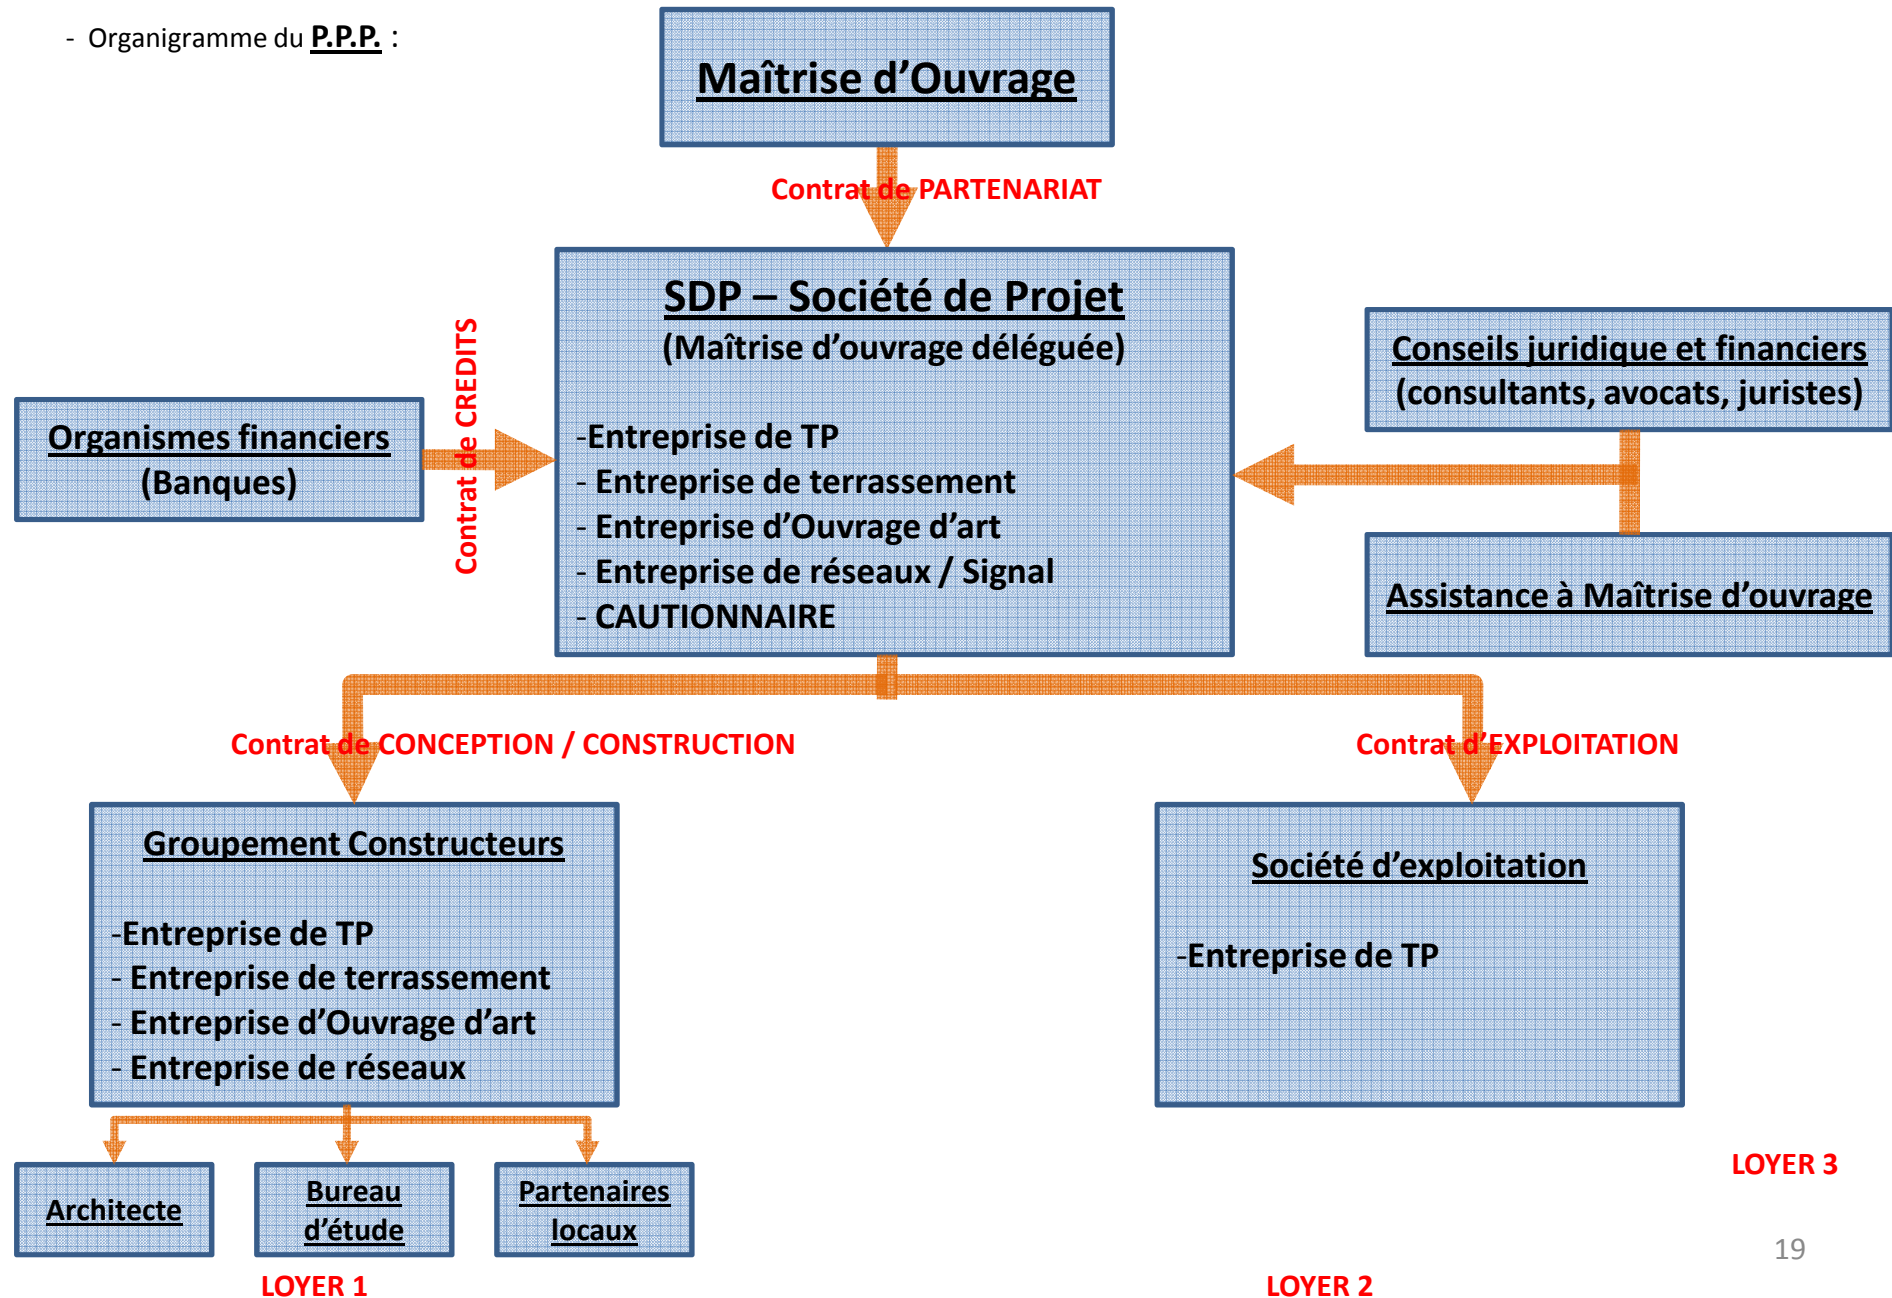 - Organigramme du P.P.P. :
Maîtrise d’Ouvrage
Contrat de PARTENARIAT
SDP – Société de Projet
(Maîtrise d’ouvrage déléguée)
-Entreprise de TP
- Entreprise de terrassement
- Entreprise d’Ouvrage d’art
- Entreprise de réseaux / Signal
- CAUTIONNAIRE
Contrat de CREDITS
Organismes financiers
(Banques)
Conseils juridique et financiers
(consultants, avocats, juristes)
Assistance à Maîtrise d’ouvrage
Contrat de CONCEPTION / CONSTRUCTION
Contrat d’EXPLOITATION
Groupement Constructeurs
-Entreprise de TP
- Entreprise de terrassement
- Entreprise d’Ouvrage d’art
- Entreprise de réseaux
Société d’exploitation
-Entreprise de TP
Architecte
Bureau
d’étude
Partenaires
locaux
LOYER 3
19
LOYER 1
LOYER 2